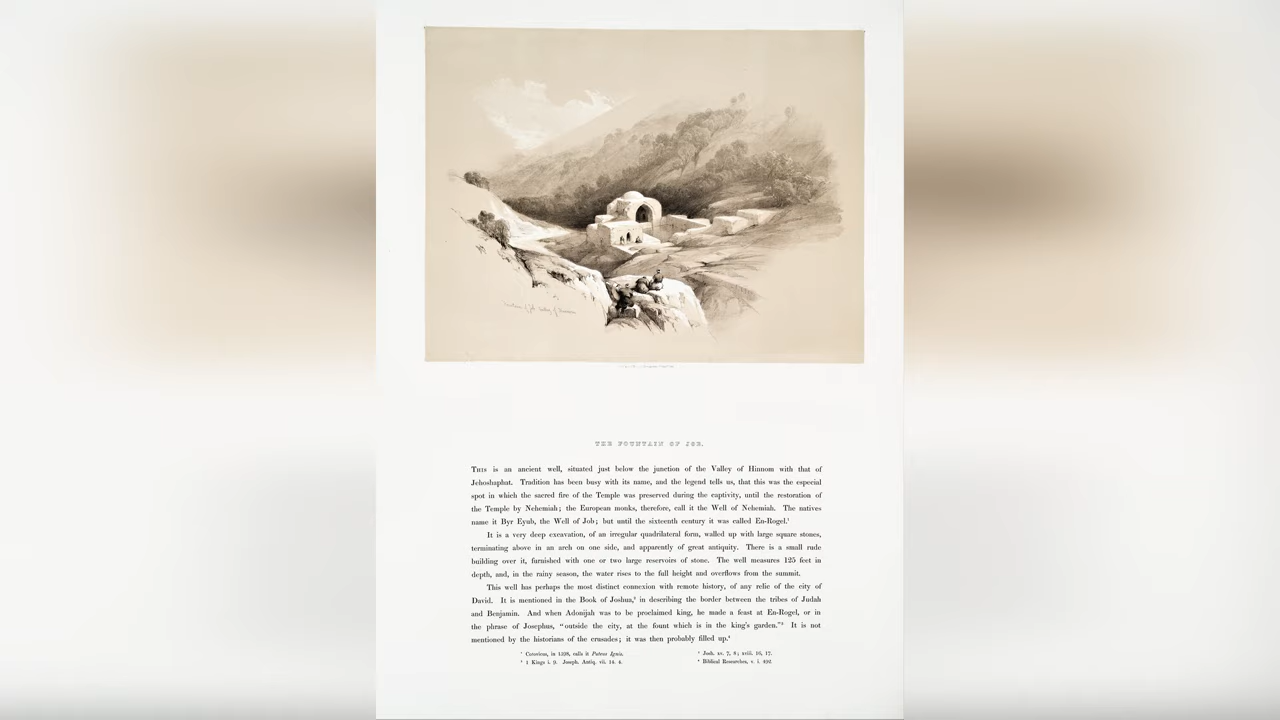 Fountain of Job Valley of Hinnom
THE FOUNTAIN OF JOB.
THIS is an ancient well, situated just below the junction of the Valley of Hinnom with that of
Jehoshaphat. Tradition has been busy with its name, and the legend tells us, that this was the especial
spot in which the sacred fire of the Temple was preserved during the captivity, until the restoration of
the Temple by Nehemiah; the European monks, therefore, call it the Well of Nehemiah. The natives
name it Byr Eyub, the Well of Job; but until the sixteenth century it was called En-Rogel.¹
It is a very deep excavation, of an irregular quadrilateral form, walled up with large square stones,
terminating above in an arch on one side, and apparently of great antiquity. There is a small rude
building over it, furnished with one or two large reservoirs of stone. The well measures 125 feet in
depth, and, in the rainy season, the water rises to the full height and overflows from the summit.
This well has perhaps the most distinct connexion with remote history, of any relic of the city of
David. It is mentioned in the Book of Joshua,² in describing the border between the tribes of Judah
and Benjamin. And when Adonijah was to be proclaimed king, he made a feast at En-Rogel, or in
the phrase of Josephus, "outside the city, at the fount which is in the king's garden."³ It is not
mentioned by the historians of the crusades; it was then probably filled up.⁴
¹ Cotovicus, in 1598, calls it Puteus Ignis.
² Josh. xv. 7, 8; xviii. 16, 17.
³ 1 Kings i. 9. Joseph. Antiq. vii. 14. 4.
⁴ Biblical Researches, v. i. 490.